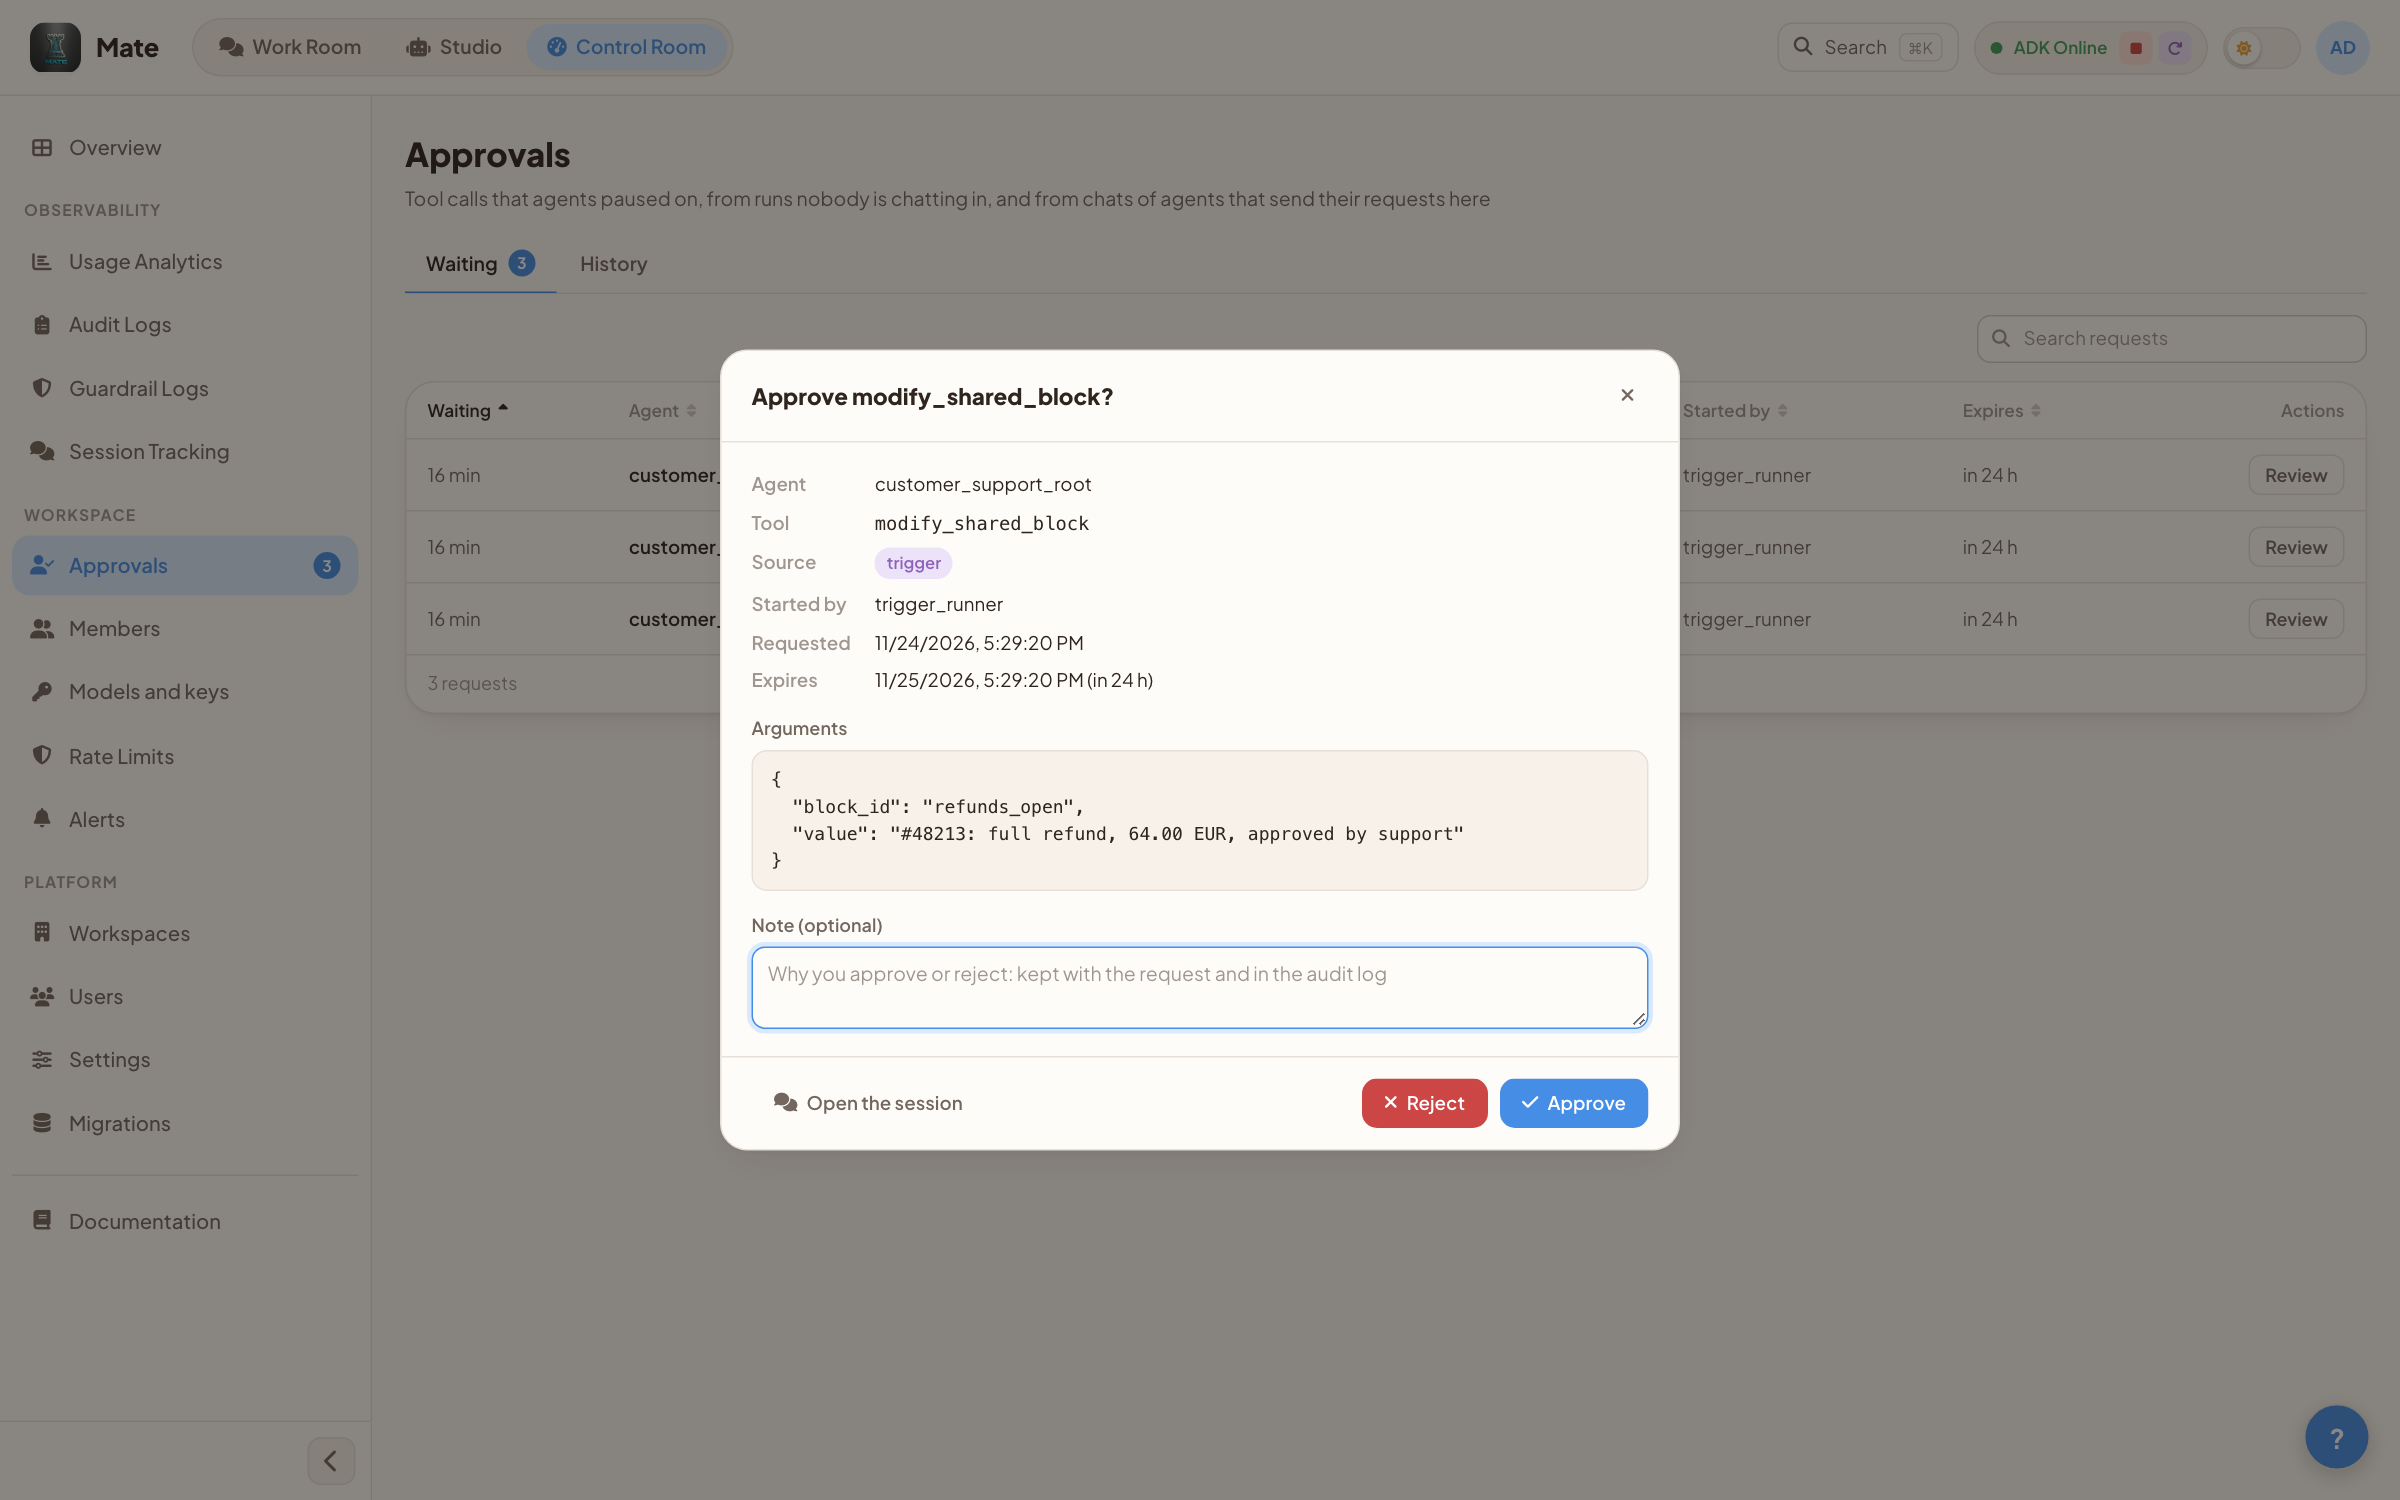 Mate
Work Room
Studio
Control Room
Search ⌘K
ADK Online
AD
Overview
OBSERVABILITY
Usage Analytics
Audit Logs
Guardrail Logs
Session Tracking
WORKSPACE
Approvals 3
Members
Models and keys
Rate Limits
Alerts
PLATFORM
Workspaces
Users
Settings
Migrations
Documentation
Approvals
Tool calls that agents paused on, from runs nobody is chatting in, and from chats of agents that send their requests here
Waiting 3
History
Search requests
Waiting Agent Started by Expires Actions
16 min customer_ trigger_runner in 24 h Review
16 min customer_ trigger_runner in 24 h Review
16 min customer_ trigger_runner in 24 h Review
3 requests
Approve modify_shared_block?
Agent customer_support_root
Tool modify_shared_block
Source trigger
Started by trigger_runner
Requested 11/24/2026, 5:29:20 PM
Expires 11/25/2026, 5:29:20 PM (in 24 h)
Arguments
{
"block_id": "refunds_open",
"value": "#48213: full refund, 64.00 EUR, approved by support"
}
Note (optional)
Why you approve or reject: kept with the request and in the audit log
Open the session
Reject
Approve
?